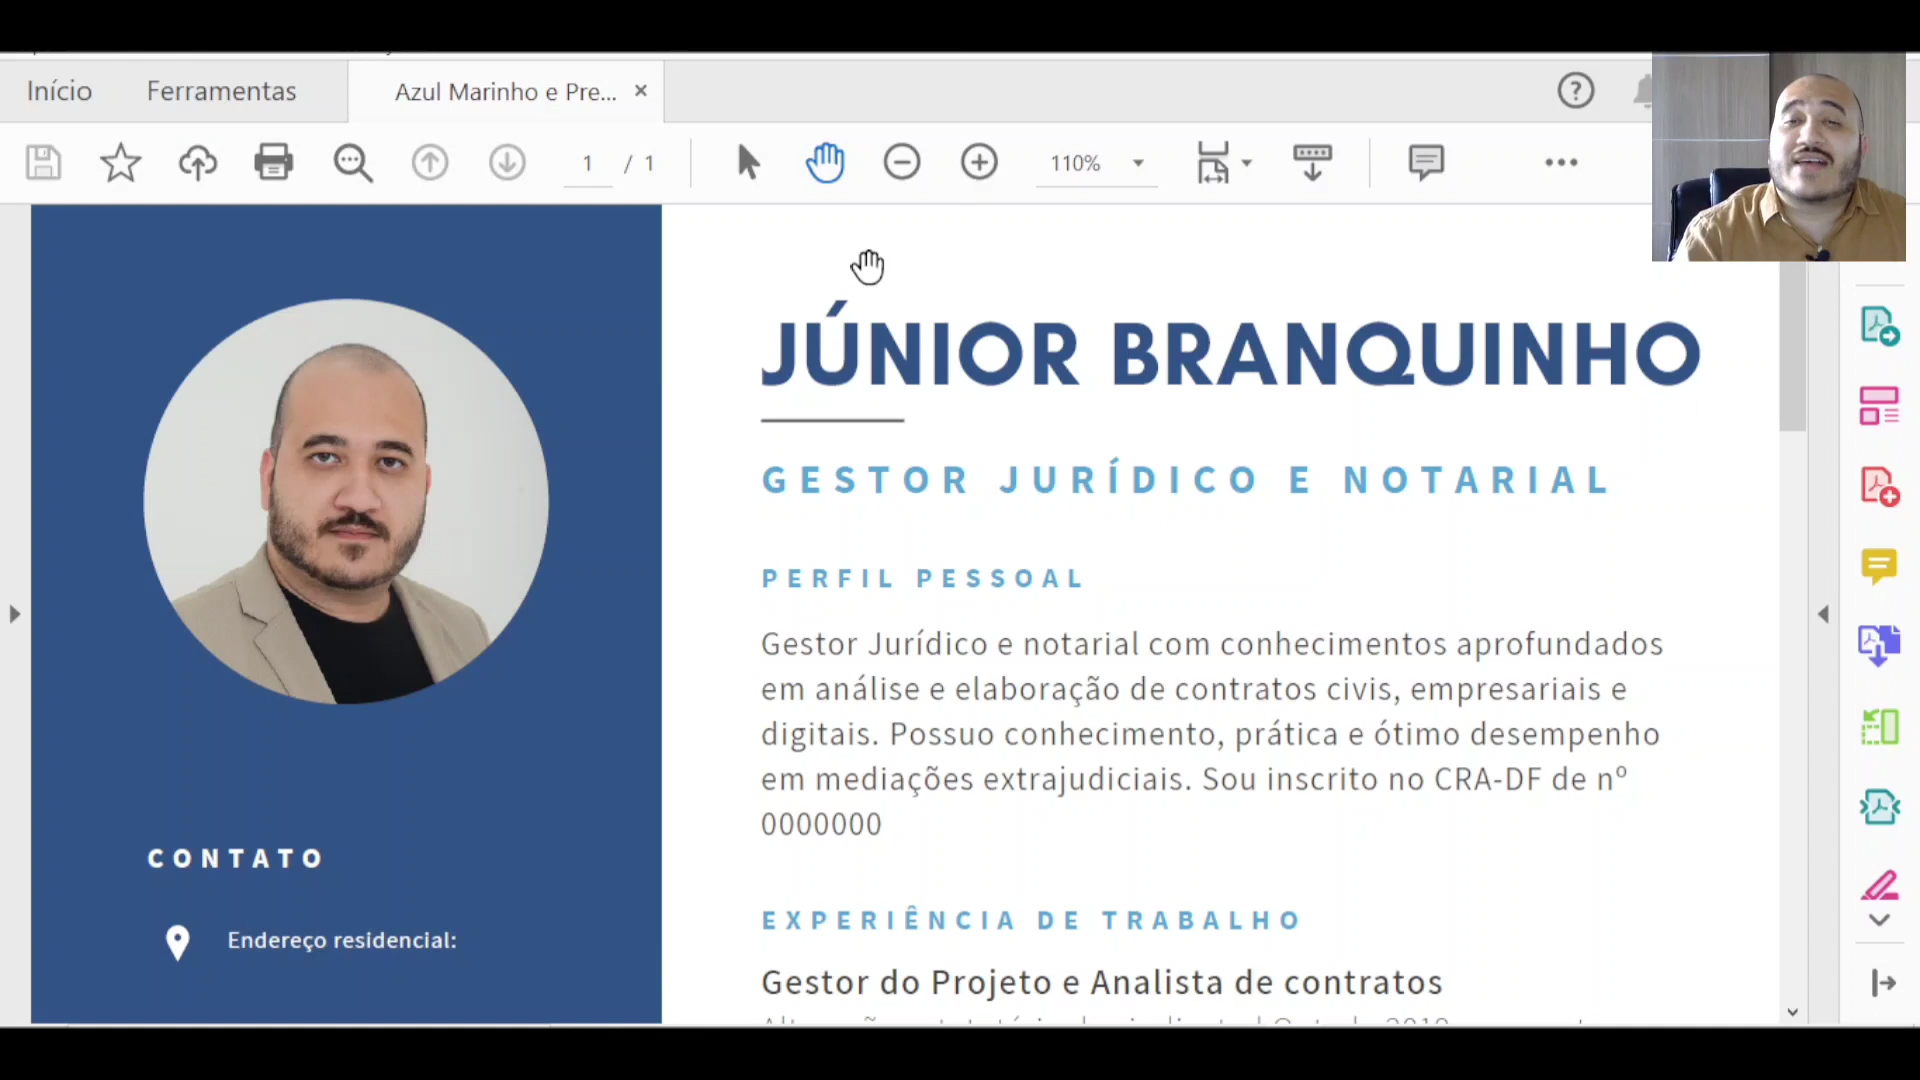 Início
Ferramentas
Azul Marinho e Pre...
1 / 1
110%
JÚNIOR BRANQUINHO
GESTOR JURÍDICO E NOTARIAL
PERFIL PESSOAL
Gestor Jurídico e notarial com conhecimentos aprofundados
em análise e elaboração de contratos civis, empresariais e
digitais. Possuo conhecimento, prática e ótimo desempenho
em mediações extrajudiciais. Sou inscrito no CRA-DF de nº
0000000
CONTATO
Endereço residencial:
EXPERIÊNCIA DE TRABALHO
Gestor do Projeto e Analista de contratos